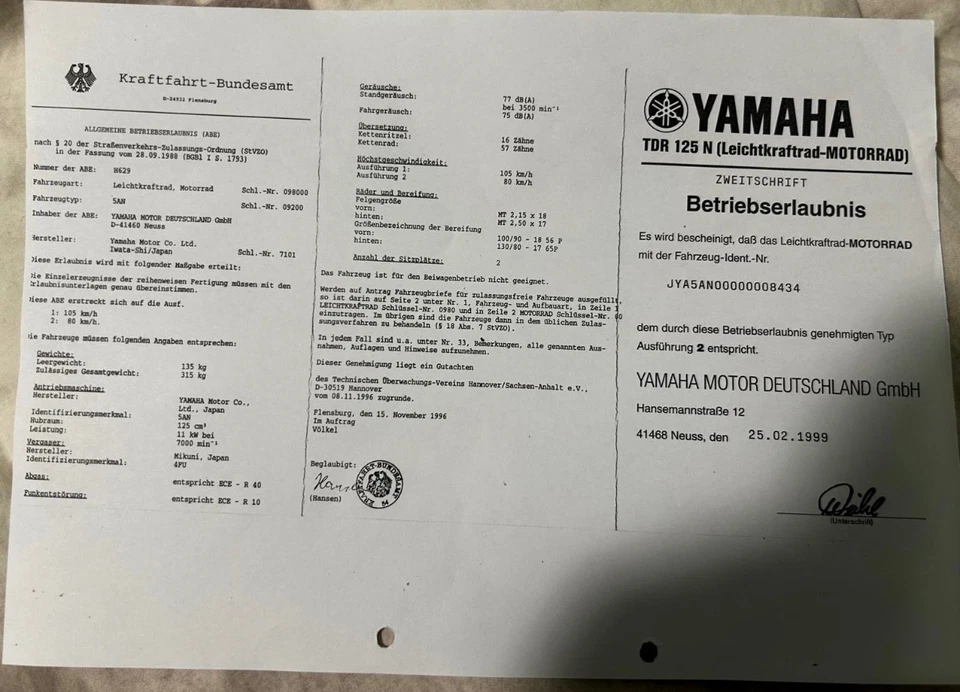 Kraftfahrt-Bundesamt
D-24932 Flensburg
ALLGEMEINE BETRIEBSERLAUBNIS (ABE)
nach § 20 der Straßenverkehrs-Zulassungs-Ordnung (StVZO)
in der Fassung vom 28.09.1988 (BGBl I S. 1793)
Nummer der ABE: H629
Fahrzeugart: Leichtkraftrad, Motorrad Schl.-Nr. 098000
Fahrzeugtyp: 5AN Schl.-Nr. 09200
Inhaber der ABE: YAMAHA MOTOR DEUTSCHLAND GmbH
D-41460 Neuss
Hersteller: Yamaha Motor Co. Ltd.
Iwata-Shi/Japan Schl.-Nr. 7101
Diese Erlaubnis wird mit folgender Maßgabe erteilt:
Die Einzelerzeugnisse der reihenweisen Fertigung müssen mit den
Erlaubnisunterlagen genau übereinstimmen.
Diese ABE erstreckt sich auf die Ausf.
1: 105 km/h
2: 80 km/h.
Die Fahrzeuge müssen folgenden Angaben entsprechen:
Gewichte:
Leergewicht: 135 kg
Zulässiges Gesamtgewicht: 315 kg
Antriebsmaschine:
Hersteller: YAMAHA Motor Co.,
Ltd., Japan
Identifizierungsmerkmal: 5AN
Hubraum: 125 cm³
Leistung: 11 kW bei
7000 min⁻¹
Vergaser:
Hersteller: Mikuni, Japan
Identifizierungsmerkmal: 4FU
Abgas: entspricht ECE - R 40
Funkentstörung: entspricht ECE - R 10
Geräusche:
Standgeräusch: 77 dB(A)
bei 3500 min⁻¹
Fahrgeräusch: 75 dB(A)
Übersetzung:
Kettenritzel: 16 Zähne
Kettenrad: 57 Zähne
Höchstgeschwindigkeit:
Ausführung 1: 105 km/h
Ausführung 2 80 km/h
Räder und Bereifung:
Felgengröße
vorn: MT 2,15 x 18
hinten: MT 2,50 x 17
Größenbezeichnung der Bereifung
vorn: 100/90 - 18 56 P
hinten: 130/80 - 17 65P
Anzahl der Sitzplätze: 2
Das Fahrzeug ist für den Beiwagenbetrieb nicht geeignet.
Werden auf Antrag Fahrzeugbriefe für zulassungsfreie Fahrzeuge ausgefüllt,
so ist darin auf Seite 2 unter Nr. 1, Fahrzeug- und Aufbauart, in Zeile 1
LEICHTKRAFTRAD Schlüssel-Nr. 0980 und in Zeile 2 MOTORRAD Schlüssel-Nr. 00
einzutragen. Im übrigen sind die Fahrzeuge dann in dem üblichen Zulas-
sungsverfahren zu behandeln (§ 18 Abs. 7 StVZO).
In jedem Fall sind u.a. unter Nr. 33, Bemerkungen, alle genannten Aus-
nahmen, Auflagen und Hinweise aufzunehmen.
Dieser Genehmigung liegt ein Gutachten
des Technischen Überwachungs-Vereins Hannover/Sachsen-Anhalt e.V.,
D-30519 Hannover
vom 08.11.1996 zugrunde.
Flensburg, den 15. November 1996
Im Auftrag
Völkel
Beglaubigt:
(Hansen)
KRAFTFAHRT-BUNDESAMT
54
YAMAHA
TDR 125 N (Leichtkraftrad-MOTORRAD)
ZWEITSCHRIFT
Betriebserlaubnis
Es wird bescheinigt, daß das Leichtkraftrad-MOTORRAD
mit der Fahrzeug-Ident.-Nr.
JYA5AN00000008434
dem durch diese Betriebserlaubnis genehmigten Typ
Ausführung 2 entspricht.
YAMAHA MOTOR DEUTSCHLAND GmbH
Hansemannstraße 12
41468 Neuss, den 25.02.1999
(Unterschrift)